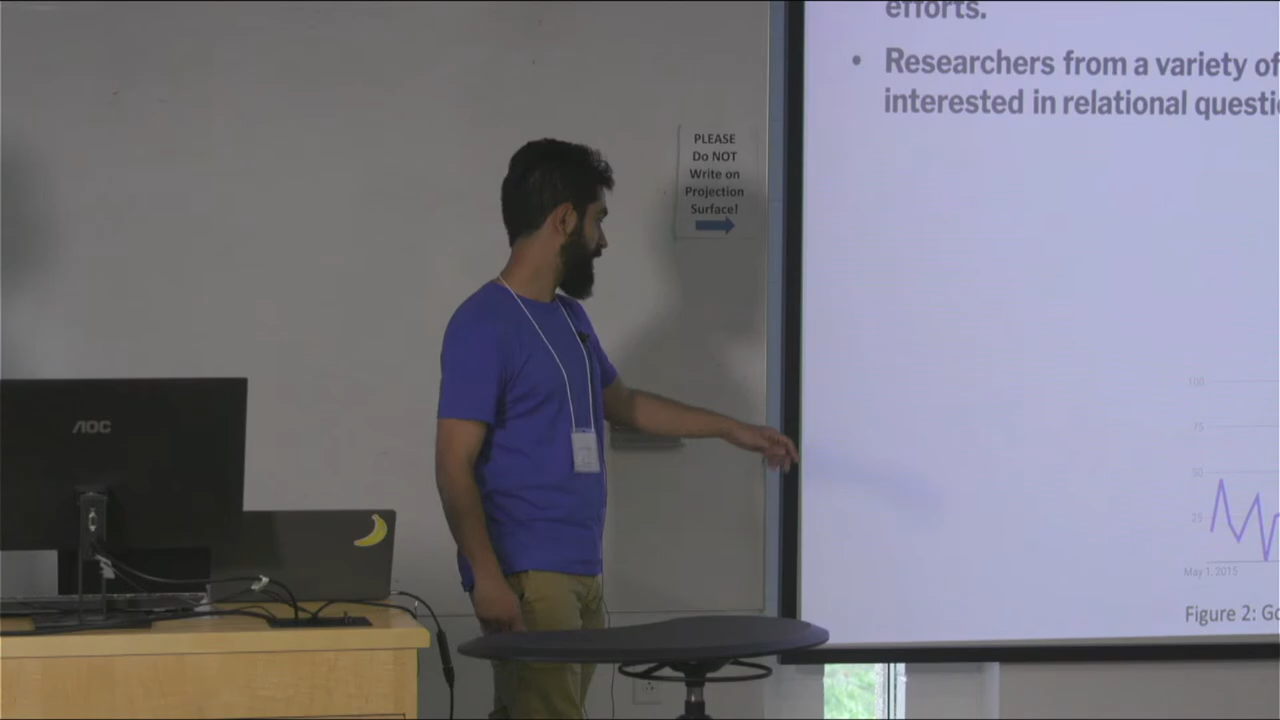 efforts.
• Researchers from a variety of
interested in relational questi
PLEASE
Do NOT
Write on
Projection
Surface!
AOC
100
75
50
25
May 1, 2015
Figure 2: Go